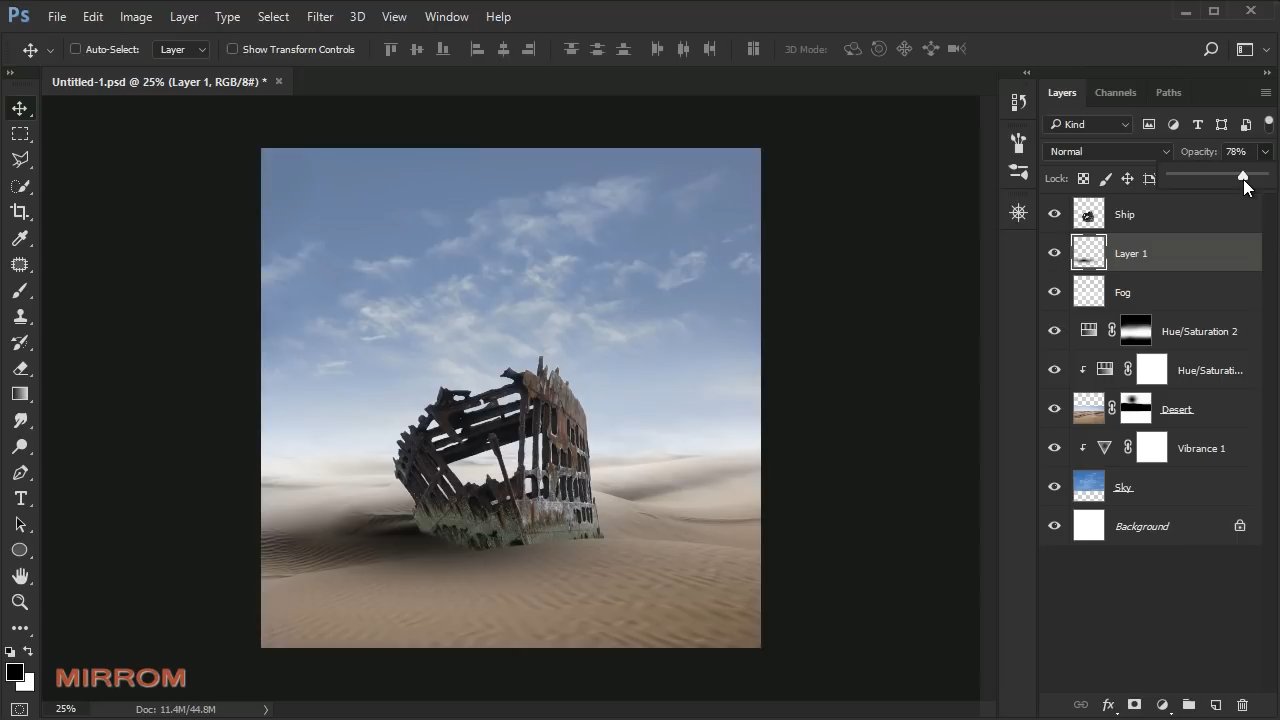 Ps File Edit Image Layer Type Select Filter 3D View Window Help
Auto-Select: Layer Show Transform Controls 3D Mode:
Untitled-1.psd @ 25% (Layer 1, RGB/8#) *
Layers Channels Paths
Kind
Normal Opacity: 78%
Lock:
Ship
Layer 1
Fog
Hue/Saturation 2
Hue/Saturati...
Desert
Vibrance 1
Sky
Background
MIRROM
25% Doc: 11.4M/44.8M
fx